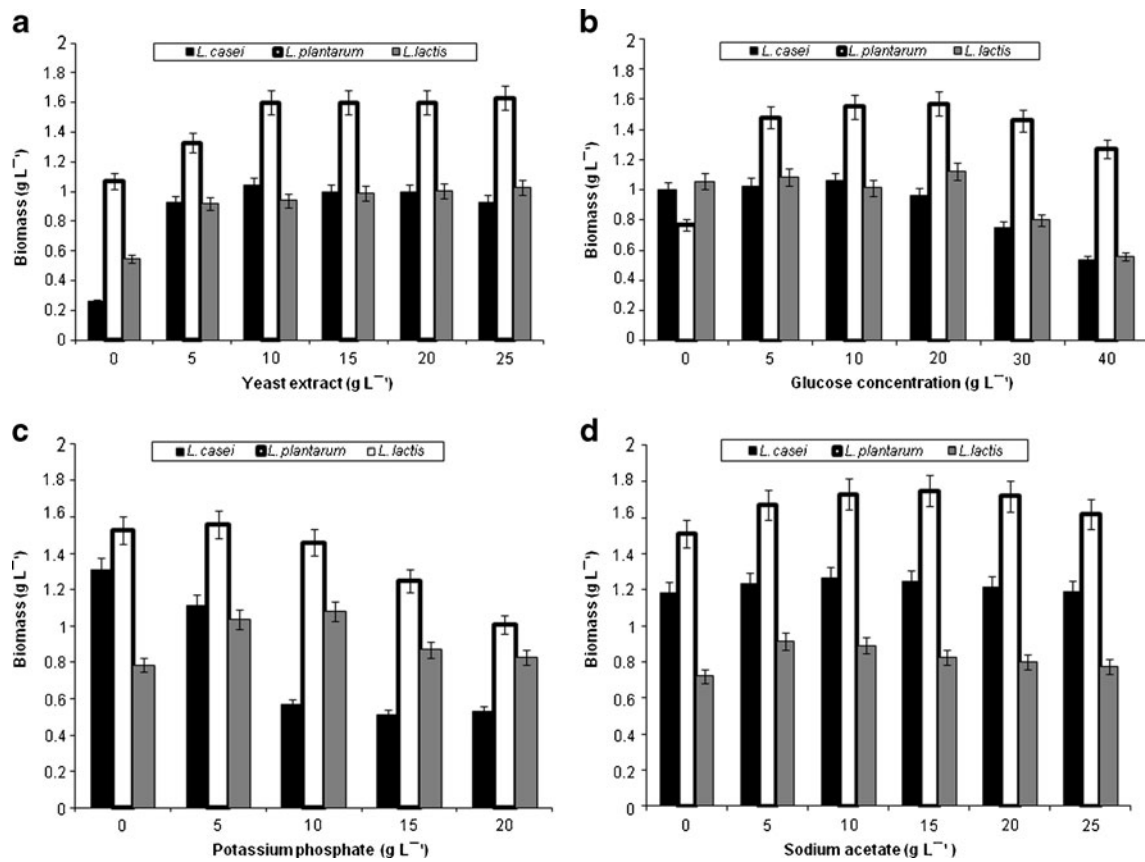 a
L. casei L. plantarum L. lactis
2
1.8
1.6
1.4
1.2
1
0.8
0.6
0.4
0.2
0
Biomass (g L⁻¹)
0 5 10 15 20 25
Yeast extract (g L⁻¹)
b
L. casei L. plantarum L. lactis
2
1.8
1.6
1.4
1.2
1
0.8
0.6
0.4
0.2
0
Biomass (g L⁻¹)
0 5 10 20 30 40
Glucose concentration (g L⁻¹)
c
L. casei L. plantarum L. lactis
2
1.8
1.6
1.4
1.2
1
0.8
0.6
0.4
0.2
0
Biomass (g L⁻¹)
0 5 10 15 20
Potassium phosphate (g L⁻¹)
d
L. casei L. plantarum L. lactis
2
1.8
1.6
1.4
1.2
1
0.8
0.6
0.4
0.2
0
Biomass (g L⁻¹)
0 5 10 15 20 25
Sodium acetate (g L⁻¹)